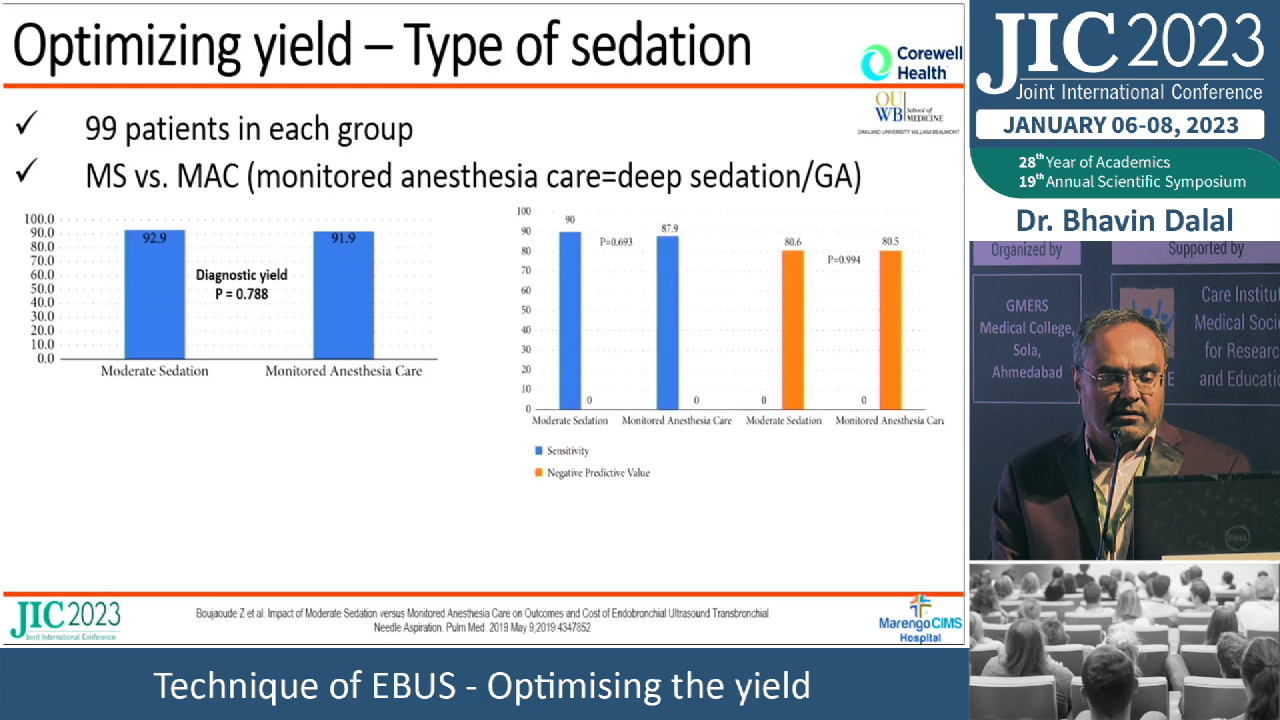 Optimizing yield – Type of sedation
Corewell
Health™
OU
WB
School of
MEDICINE
OAKLAND UNIVERSITY WILLIAM BEAUMONT
✓ 99 patients in each group
✓ MS vs. MAC (monitored anesthesia care=deep sedation/GA)
100.0
90.0
80.0
70.0
60.0
50.0
40.0
30.0
20.0
10.0
0.0
92.9
91.9
Diagnostic yield
P = 0.788
Moderate Sedation
Monitored Anesthesia Care
100
90
80
70
60
50
40
30
20
10
0
90
P=0.693
87.9
80.6
P=0.994
80.5
0
0
0
0
Moderate Sedation
Monitored Anesthesia Care
Moderate Sedation
Monitored Anesthesia Care
Sensitivity
Negative Predictive Value
JIC 2023
Joint International Conference
Boujaoude Z et al. Impact of Moderate Sedation versus Monitored Anesthesia Care on Outcomes and Cost of Endobronchial Ultrasound Transbronchial
Needle Aspiration. Pulm Med. 2019 May 9;2019:4347852
Marengo CIMS
Hospital
Technique of EBUS - Optimising the yield
JIC 2023
Joint International Conference
JANUARY 06-08, 2023
28th Year of Academics
19th Annual Scientific Symposium
Dr. Bhavin Dalal
Organized by
GMERS
Medical College,
Sola,
Ahmedabad
Supported by
Care Institut
Medical Socie
for Researc
and Educatio
DELL